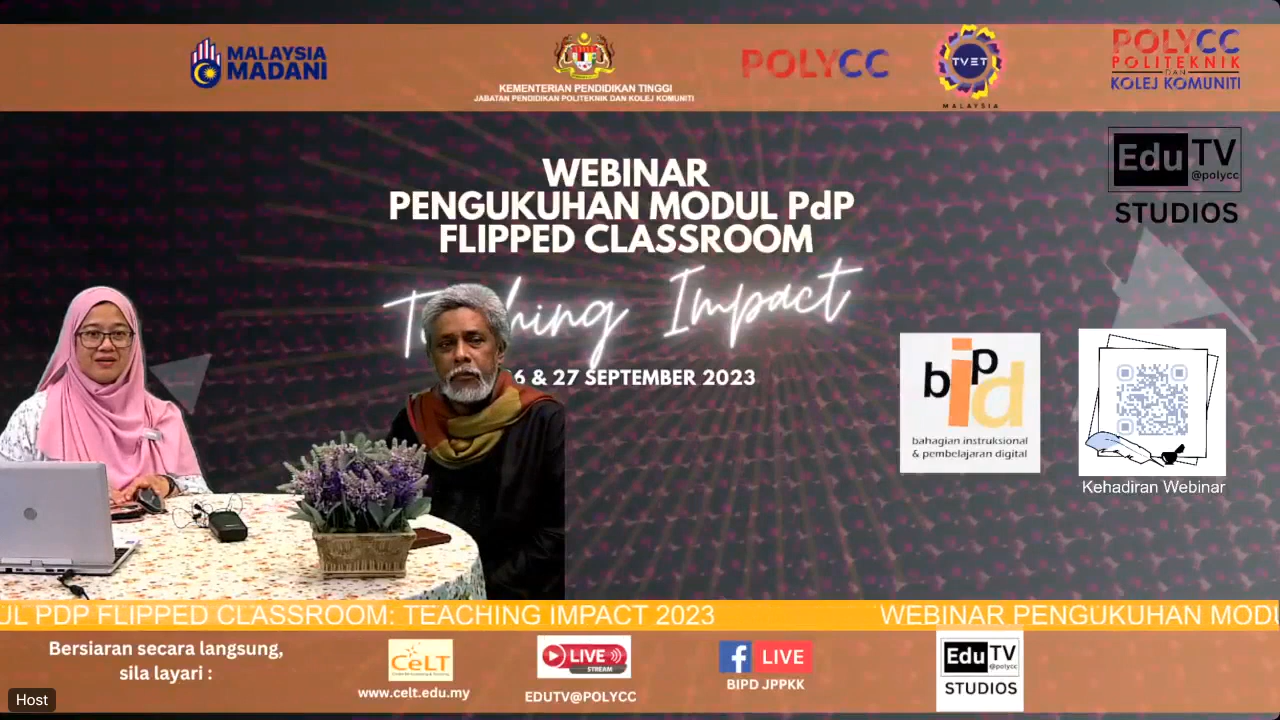 MALAYSIA
MADANI
KEMENTERIAN PENDIDIKAN TINGGI
JABATAN PENDIDIKAN POLITEKNIK DAN KOLEJ KOMUNITI
POLYCC
TVET
MALAYSIA
POLYCC
POLITEKNIK
DAN
KOLEJ KOMUNITI
EduTV
@polycc
STUDIOS
WEBINAR
PENGUKUHAN MODUL PdP
FLIPPED CLASSROOM
Impact
6 & 27 SEPTEMBER 2023
bipd
bahagian instruksional
& pembelajaran digital
Kehadiran Webinar
UL PDP FLIPPED CLASSROOM: TEACHING IMPACT 2023
WEBINAR PENGUKUHAN MODU
Bersiaran secara langsung,
sila layari :
CeLT
www.celt.edu.my
LIVE
STREAM
EDUTV@POLYCC
LIVE
BIPD JPPKK
EduTV
@polycc
STUDIOS
Host